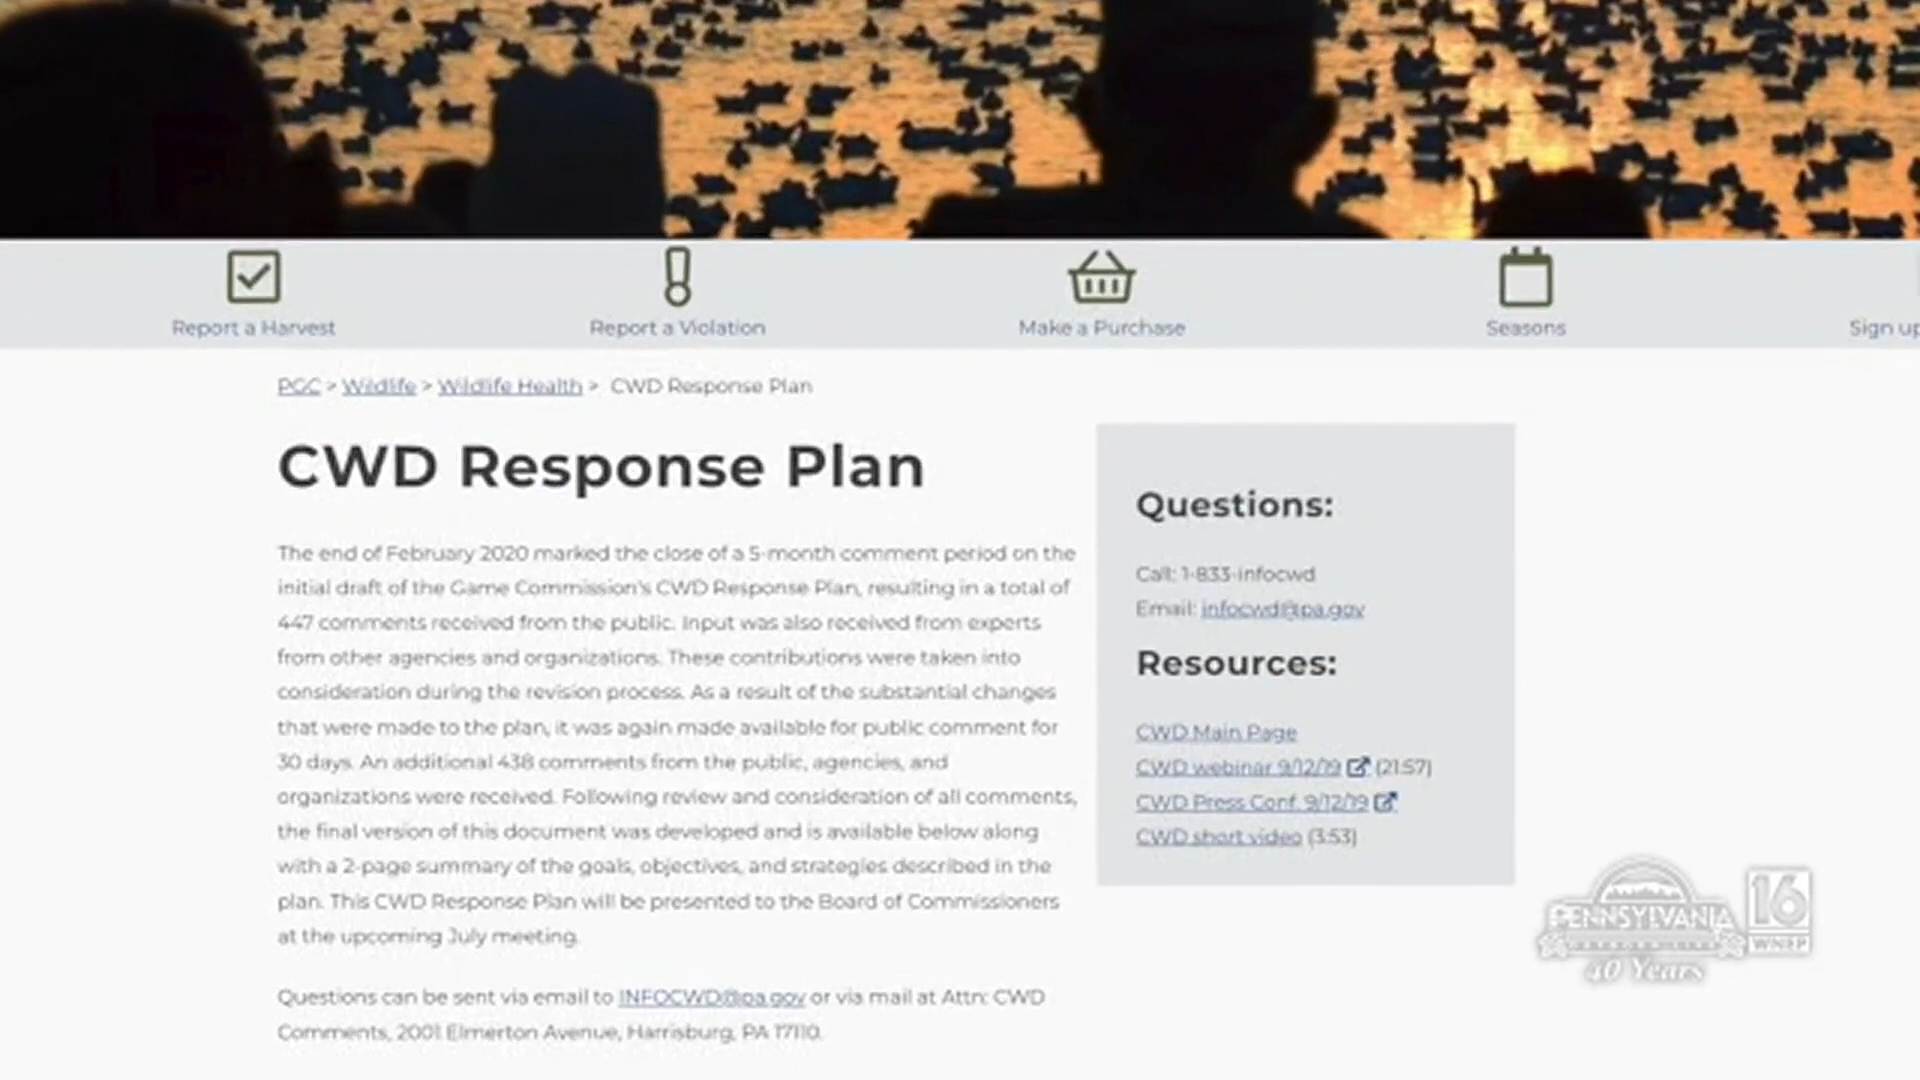 Report a Harvest
Report a Violation
Make a Purchase
Seasons
Sign up
PGC > Wildlife > Wildlife Health > CWD Response Plan
CWD Response Plan
The end of February 2020 marked the close of a 5-month comment period on the
initial draft of the Game Commission's CWD Response Plan, resulting in a total of
447 comments received from the public. Input was also received from experts
from other agencies and organizations. These contributions were taken into
consideration during the revision process. As a result of the substantial changes
that were made to the plan, it was again made available for public comment for
30 days. An additional 438 comments from the public, agencies, and
organizations were received. Following review and consideration of all comments,
the final version of this document was developed and is available below along
with a 2-page summary of the goals, objectives, and strategies described in the
plan. This CWD Response Plan will be presented to the Board of Commissioners
at the upcoming July meeting.
Questions can be sent via email to INFOCWD@pa.gov or via mail at Attn: CWD
Comments, 2001 Elmerton Avenue, Harrisburg, PA 17110.
Questions:
Call: 1-833-infocwd
Email: infocwd@pa.gov
Resources:
CWD Main Page
CWD webinar 9/12/19 (21:57)
CWD Press Conf. 9/12/19
CWD short video (3:53)
PENNSYLVANIA
40 Years
16
WNEP